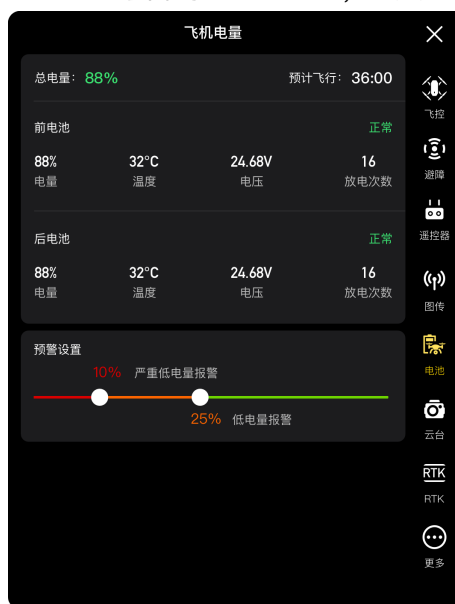 飞机电量
总电量: 88% 预计飞行: 36:00
前电池 正常
88% 32°C 24.68V 16
电量 温度 电压 放电次数
后电池 正常
88% 32°C 24.68V 16
电量 温度 电压 放电次数
预警设置
10% 严重低电量报警
25% 低电量报警
飞控
避障
遥控器
图传
电池
云台
RTK
RTK
更多